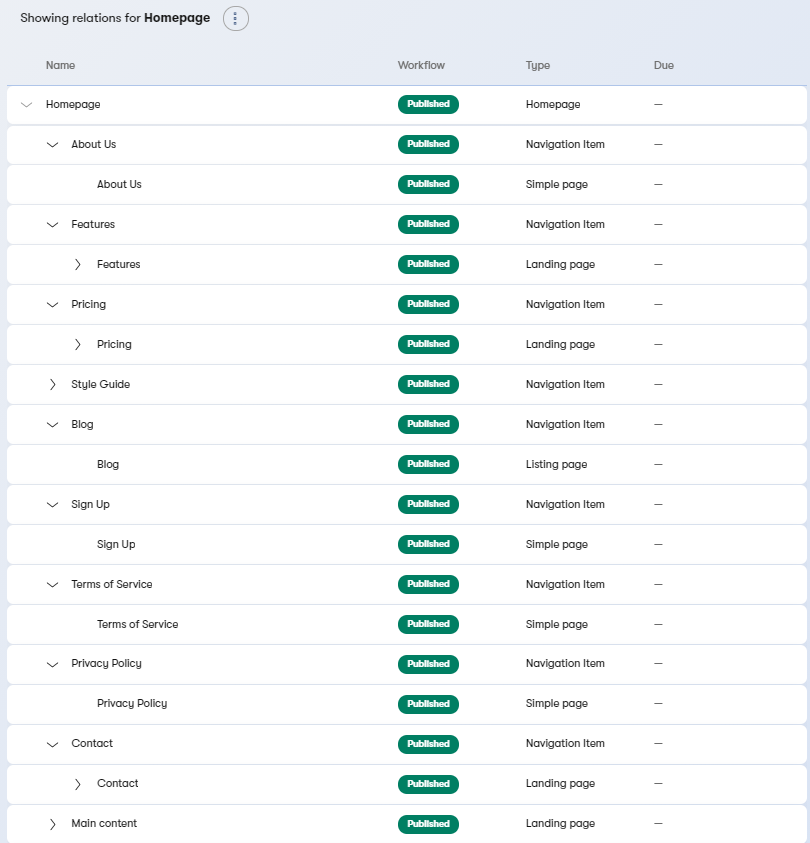 Showing relations for Homepage
Name Workflow Type Due
Homepage Published Homepage —
About Us Published Navigation Item —
About Us Published Simple page —
Features Published Navigation Item —
Features Published Landing page —
Pricing Published Navigation Item —
Pricing Published Landing page —
Style Guide Published Navigation Item —
Blog Published Navigation Item —
Blog Published Listing page —
Sign Up Published Navigation Item —
Sign Up Published Simple page —
Terms of Service Published Navigation Item —
Terms of Service Published Simple page —
Privacy Policy Published Navigation Item —
Privacy Policy Published Simple page —
Contact Published Navigation Item —
Contact Published Landing page —
Main content Published Landing page —